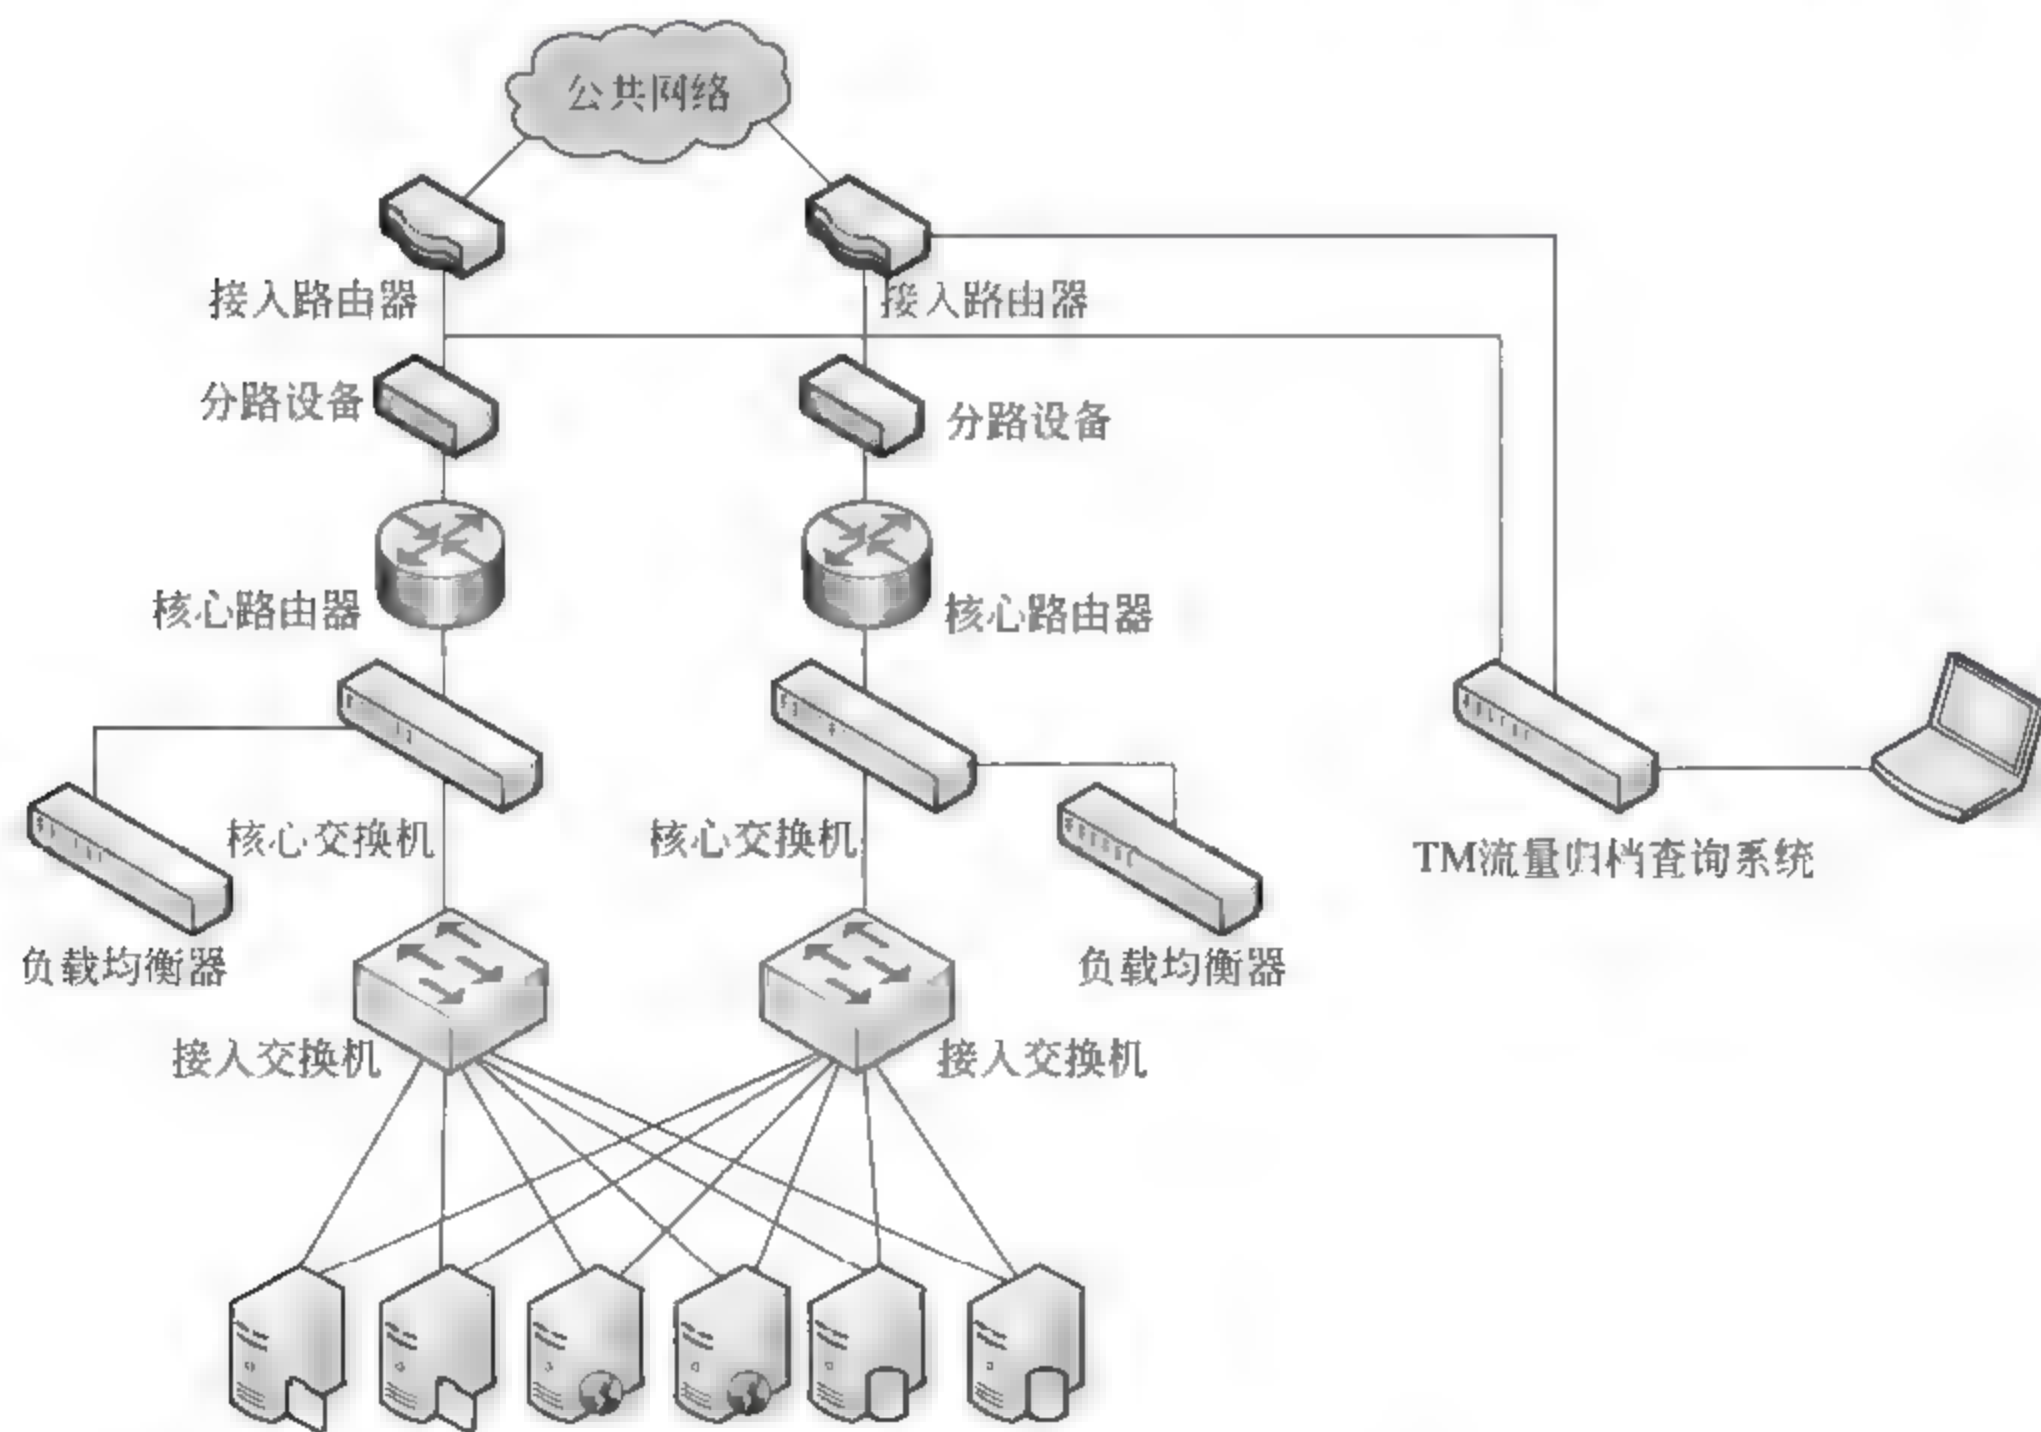 公共网络
接入路由器
接入路由器
分路设备
分路设备
核心路由器
核心路由器
核心交换机
核心交换机
TM流量归档查询系统
负载均衡器
负载均衡器
接入交换机
接入交换机